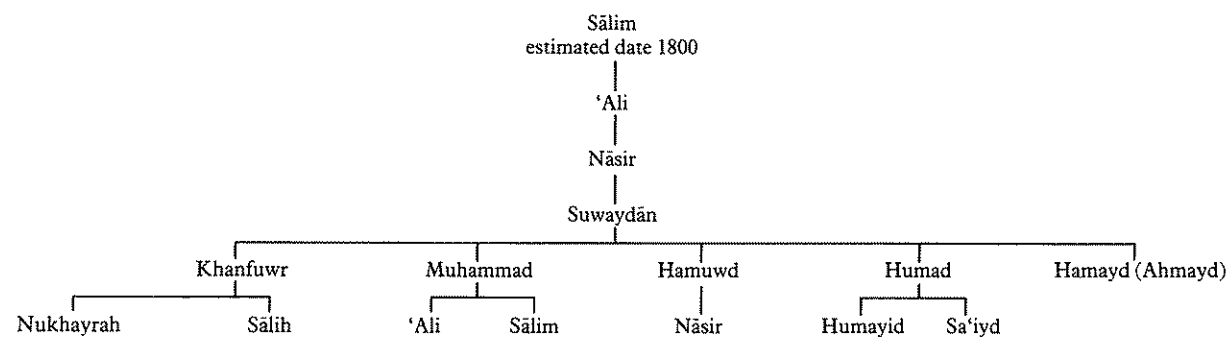 Sālim
estimated date 1800
‘Ali
Nāsir
Suwaydān
Khanfuwr Muhammad Hamuwd Humad Hamayd (Ahmayd)
Nukhayrah Sālih ‘Ali Sālim Nāsir Humayid Sa‘iyd